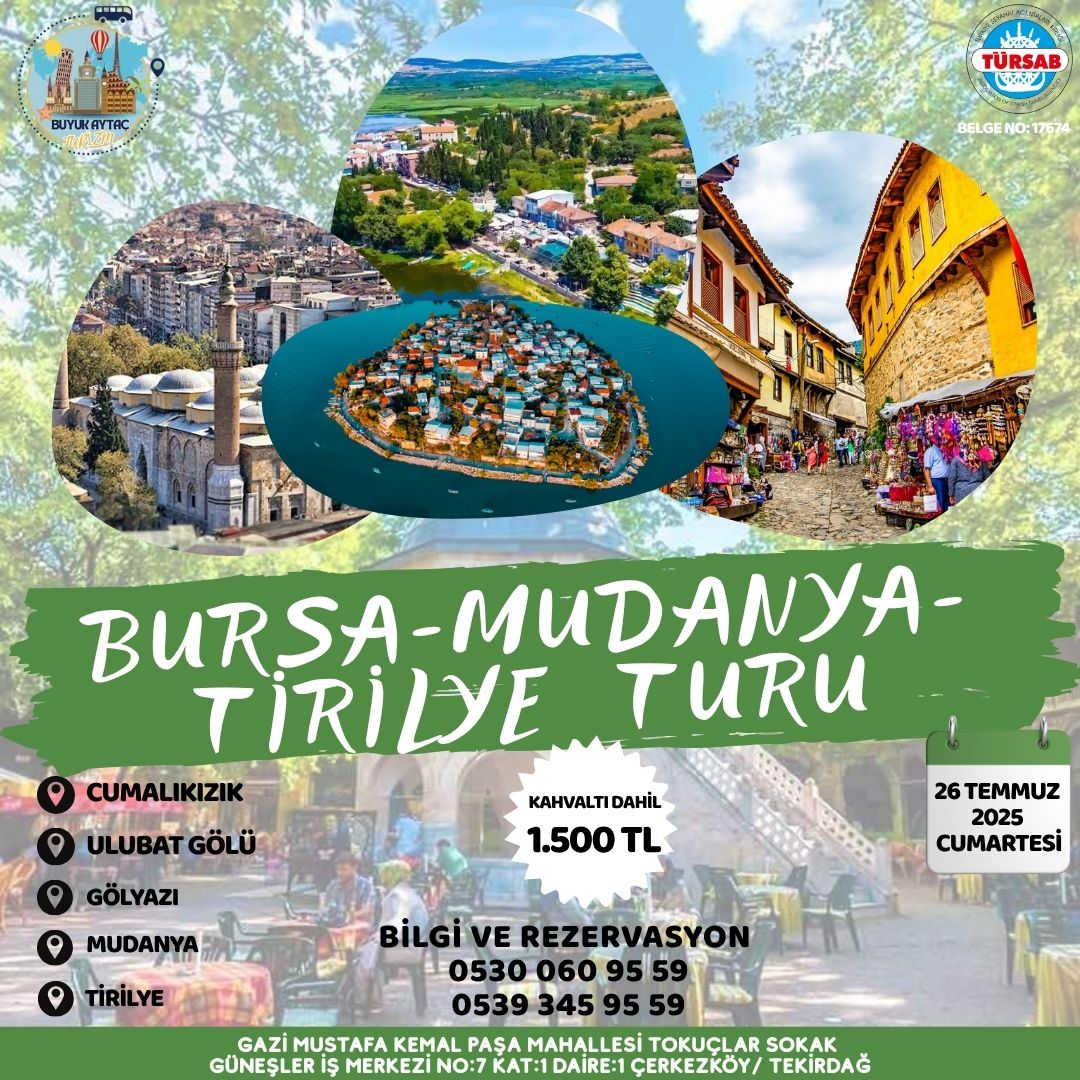 BÜYÜK AYTAÇ
TURİZM
TÜRSAB
BELGE NO: 17674
BURSA-MUDANYA-
TİRİLYE TURU
CUMALIKIZIK
ULUBAT GÖLÜ
GÖLYAZI
MUDANYA
TİRİLYE
KAHVALTI DAHİL
1.500 TL
26 TEMMUZ
2025
CUMARTESİ
BİLGİ VE REZERVASYON
0530 060 95 59
0539 345 95 59
GAZİ MUSTAFA KEMAL PAŞA MAHALLESİ TOKUÇLAR SOKAK
GÜNEŞLER İŞ MERKEZİ NO:7 KAT:1 DAİRE:1 ÇERKEZKÖY/ TEKİRDAĞ